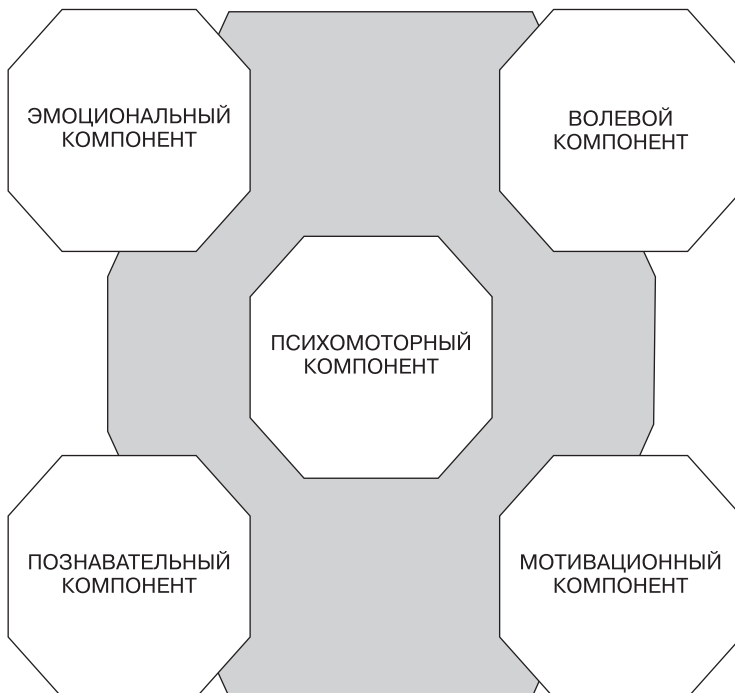 ЭМОЦИОНАЛЬНЫЙ
КОМПОНЕНТ
ВОЛЕВОЙ
КОМПОНЕНТ
ПСИХОМОТОРНЫЙ
КОМПОНЕНТ
ПОЗНАВАТЕЛЬНЫЙ
КОМПОНЕНТ
МОТИВАЦИОННЫЙ
КОМПОНЕНТ